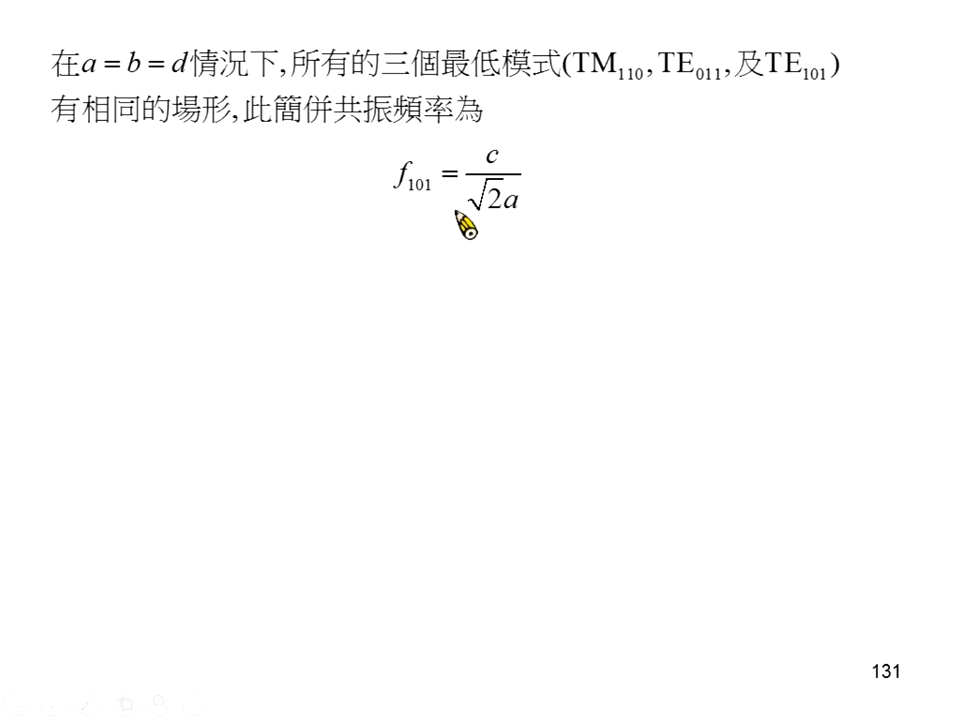 在a = b = d情況下,所有的三個最低模式(TM₁₁₀, TE₀₁₁, 及TE₁₀₁)
有相同的場形,此簡併共振頻率為
f₁₀₁ = c / √2a
131